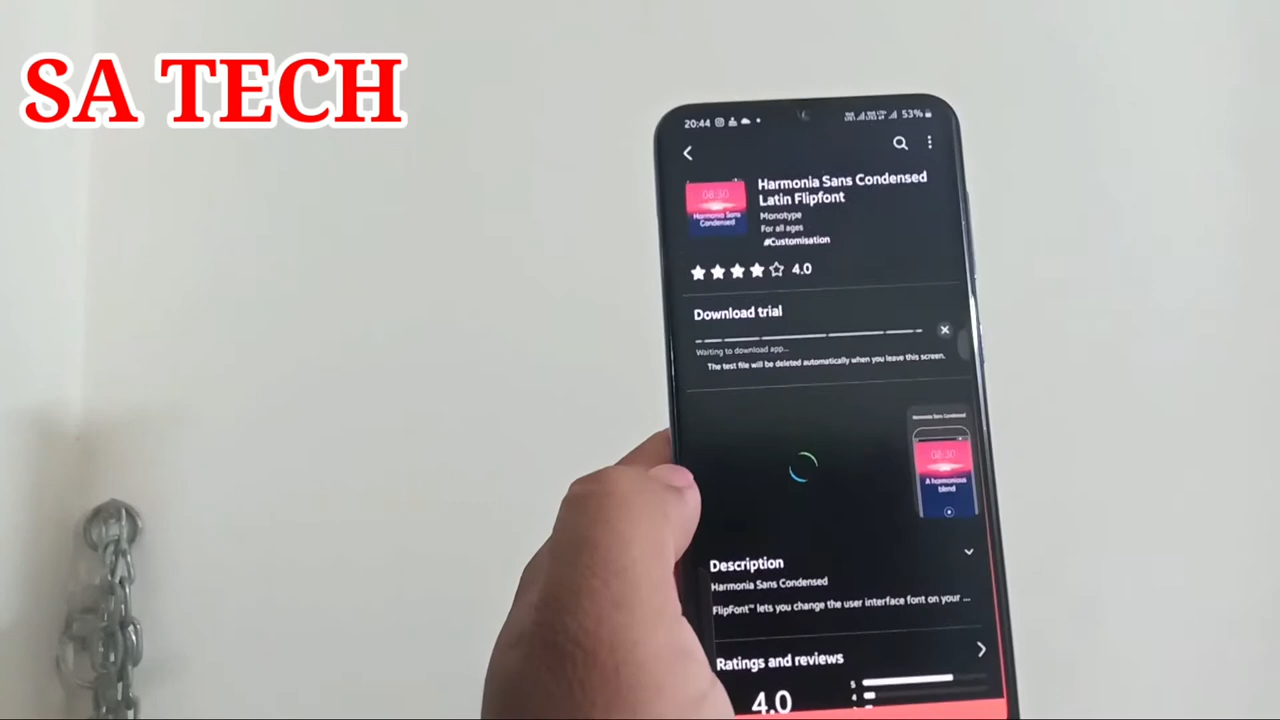 SA TECH
20:44
53%
Harmonia Sans Condensed
Latin Flipfont
Monotype
For all ages
#Customisation
08:30
Harmonia Sans
Condensed
4.0
Download trial
Waiting to download app...
The test file will be deleted automatically when you leave this screen.
Harmonia Sans Condensed
08:30
A harmonious
blend
Description
Harmonia Sans Condensed
FlipFont™ lets you change the user interface font on your ...
Ratings and reviews
4.0
5
4